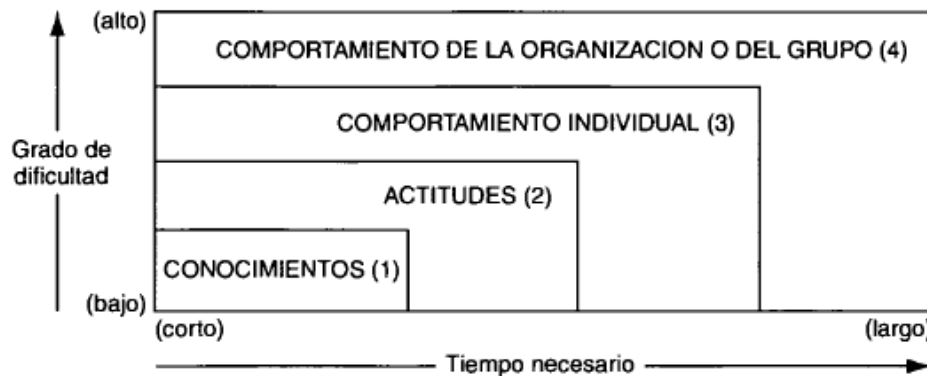 (alto)
COMPORTAMIENTO DE LA ORGANIZACION O DEL GRUPO (4)
COMPORTAMIENTO INDIVIDUAL (3)
Grado de
dificultad
ACTITUDES (2)
CONOCIMIENTOS (1)
(bajo)
(corto)
(largo)
Tiempo necesario